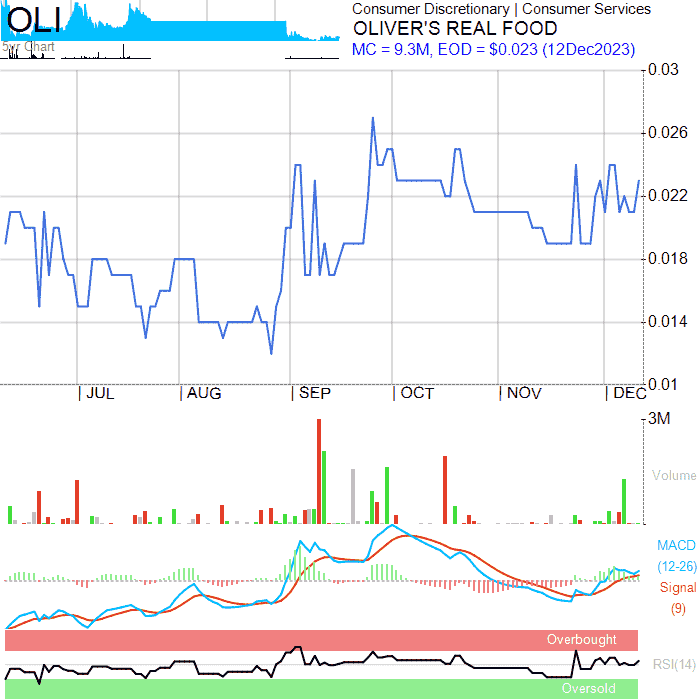 OLI
5yr Chart
Consumer Discretionary | Consumer Services
OLIVER'S REAL FOOD
MC = 9.3M, EOD = $0.023 (12Dec2023)
0.03
0.026
0.022
0.018
0.014
0.01
| JUL | AUG | SEP | OCT | NOV | DEC
3M
Volume
MACD
(12-26)
Signal
(9)
Overbought
RSI(14)
Oversold